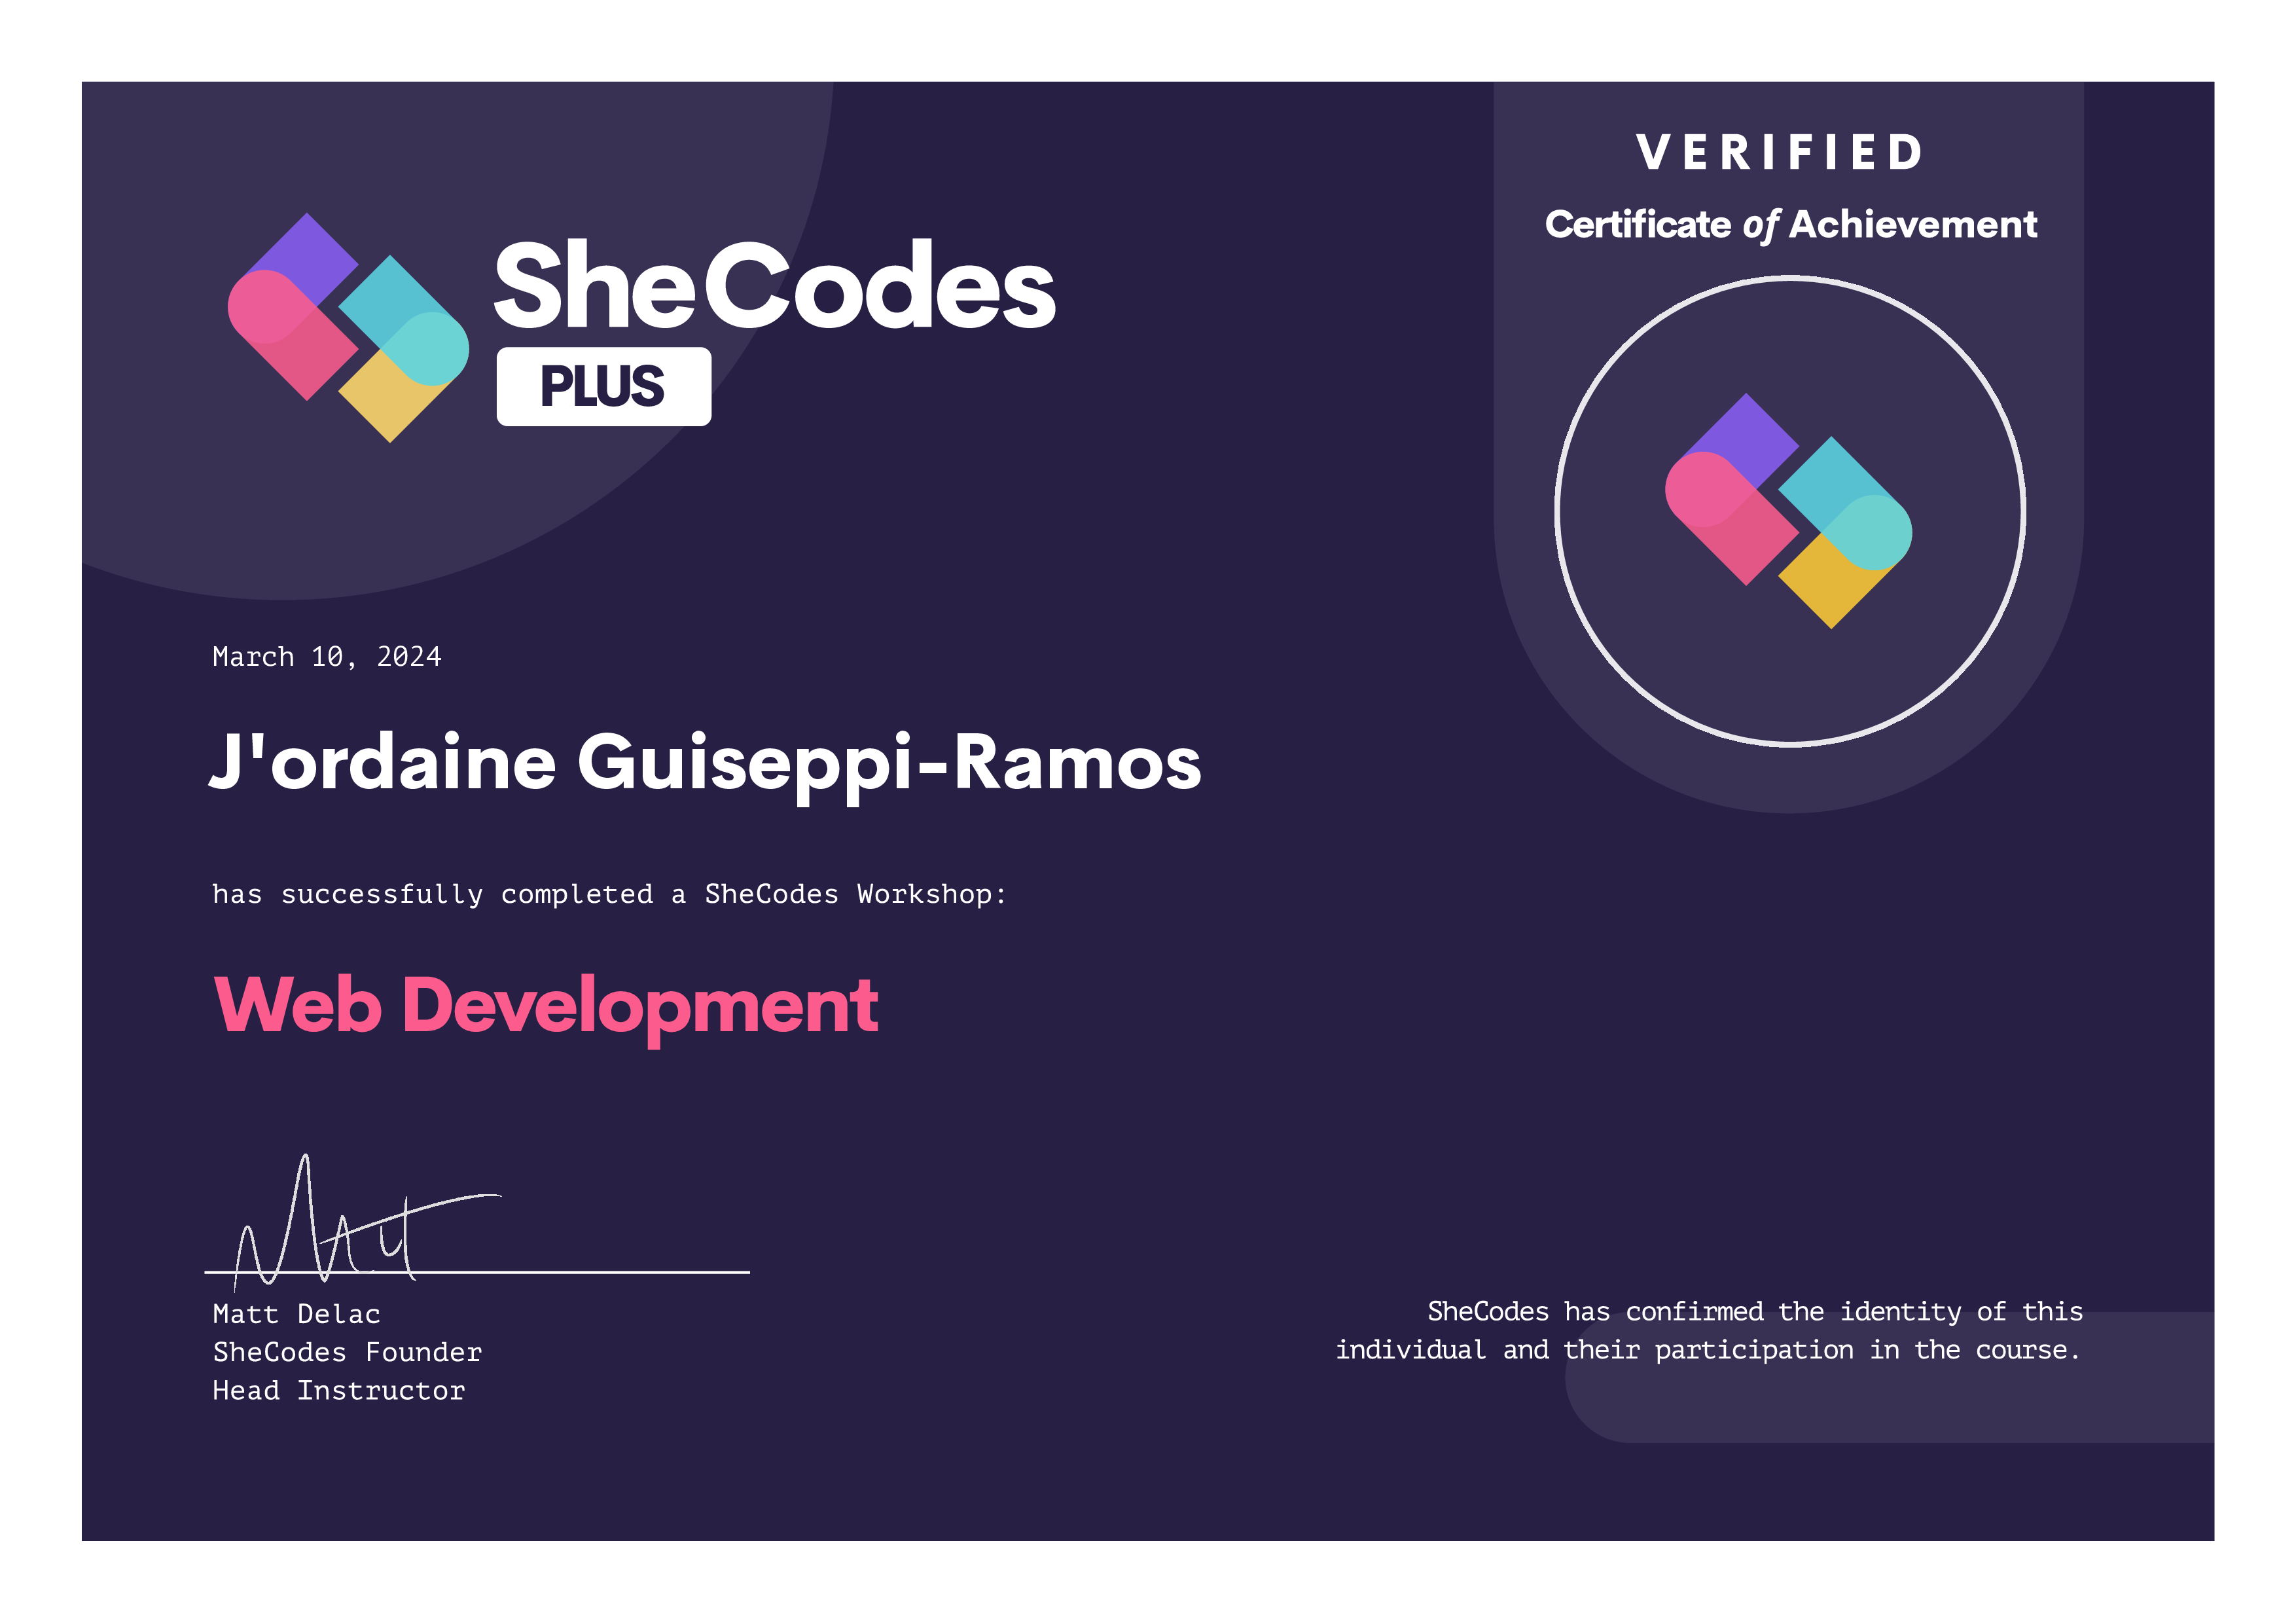 SheCodes
PLUS
VERIFIED
Certificate of Achievement
March 10, 2024
J'ordaine Guiseppi-Ramos
has successfully completed a SheCodes Workshop:
Web Development
Matt Delac
SheCodes Founder
Head Instructor
SheCodes has confirmed the identity of this
individual and their participation in the course.